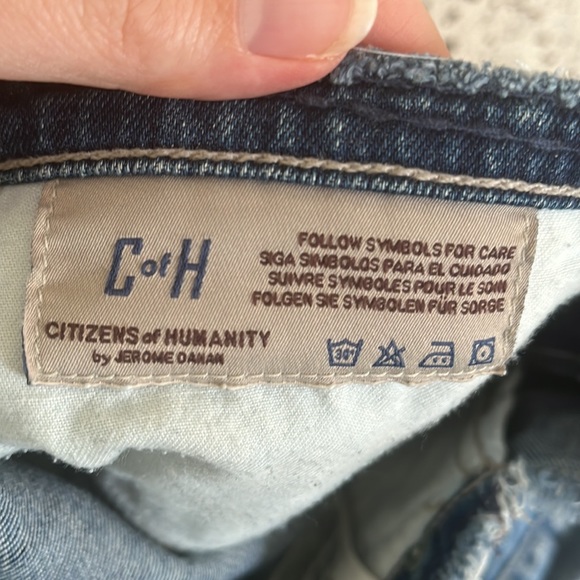 C of H
CITIZENS of HUMANITY
by JEROME DAHAN
FOLLOW SYMBOLS FOR CARE
SIGA SIMBOLOS PARA EL CUIDADO
SUIVRE SYMBOLES POUR LE SOIN
FOLGEN SIE SYMBOLEN FÜR SORGE
30°